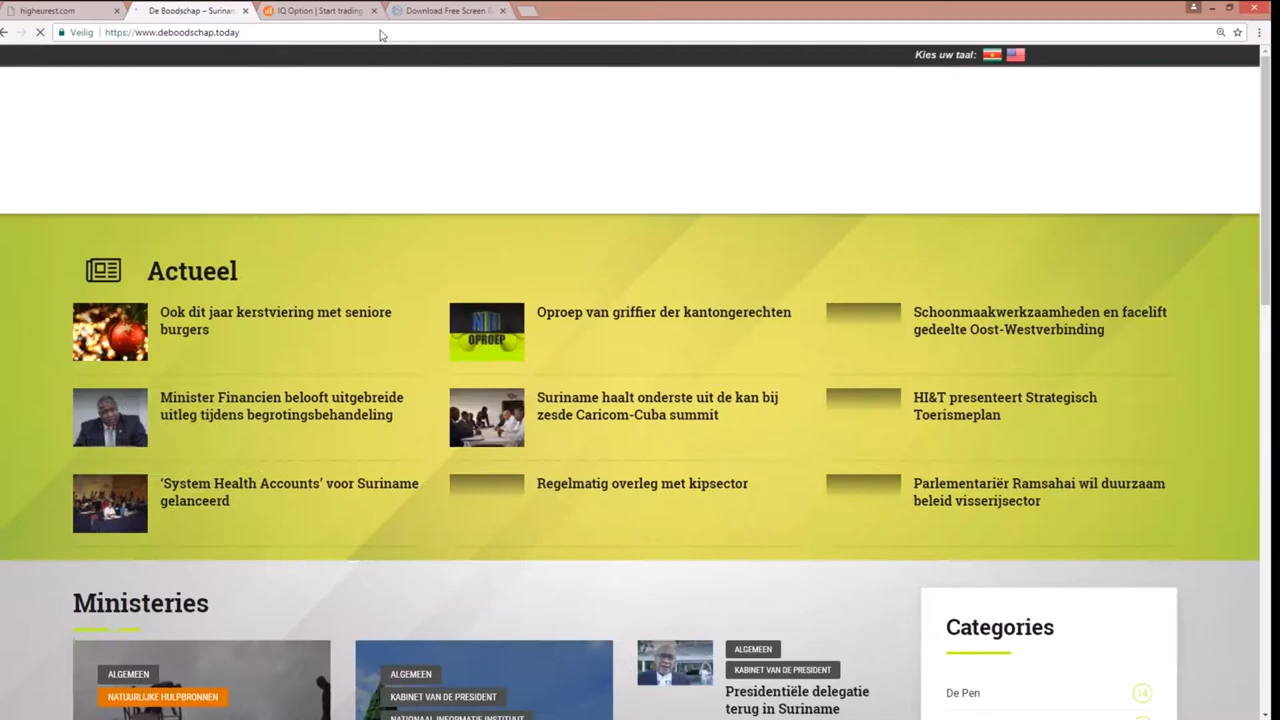 higheurest.com
De Boodschap – Surinam
IQ Option | Start trading
Download Free Screen R
Veilig
https://www.deboodschap.today
Kies uw taal:
Actueel
Ook dit jaar kerstviering met seniore
burgers
Oproep van griffier der kantongerechten
Schoonmaakwerkzaamheden en facelift
gedeelte Oost-Westverbinding
OPROEP
Minister Financien belooft uitgebreide
uitleg tijdens begrotingsbehandeling
Suriname haalt onderste uit de kan bij
zesde Caricom-Cuba summit
HI&T presenteert Strategisch
Toerismeplan
‘System Health Accounts’ voor Suriname
gelanceerd
Regelmatig overleg met kipsector
Parlementariër Ramsahai wil duurzaam
beleid visserijsector
Ministeries
ALGEMEEN
NATUURLIJKE HULPBRONNEN
ALGEMEEN
KABINET VAN DE PRESIDENT
NATIONAAL INFORMATIE INSTITUUT
ALGEMEEN
KABINET VAN DE PRESIDENT
Presidentiële delegatie
terug in Suriname
Categories
De Pen
14